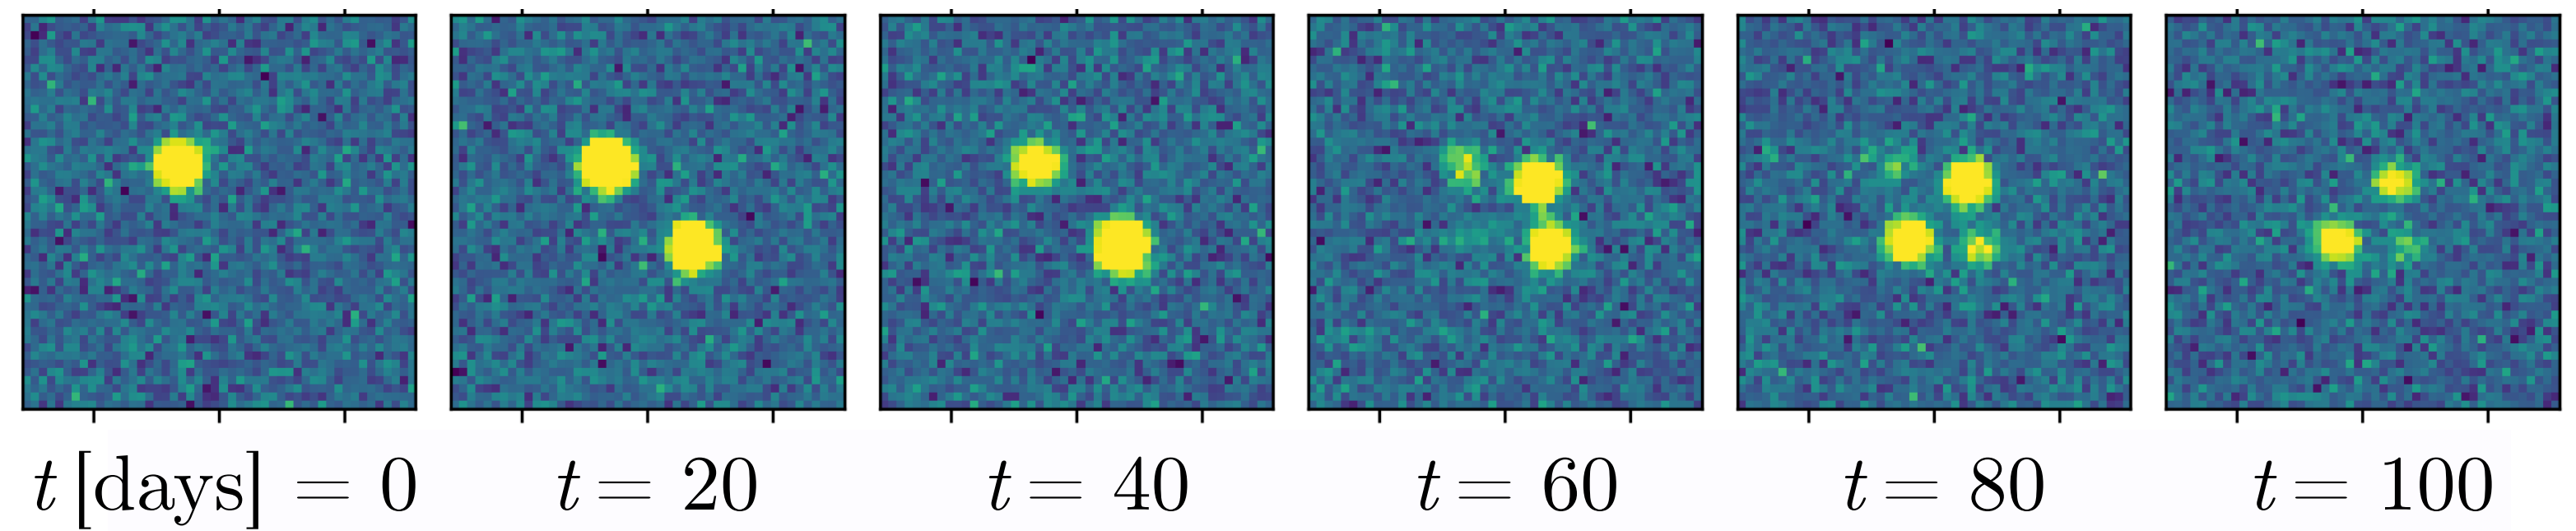 t [days] = 0 t = 20 t = 40 t = 60 t = 80 t = 100